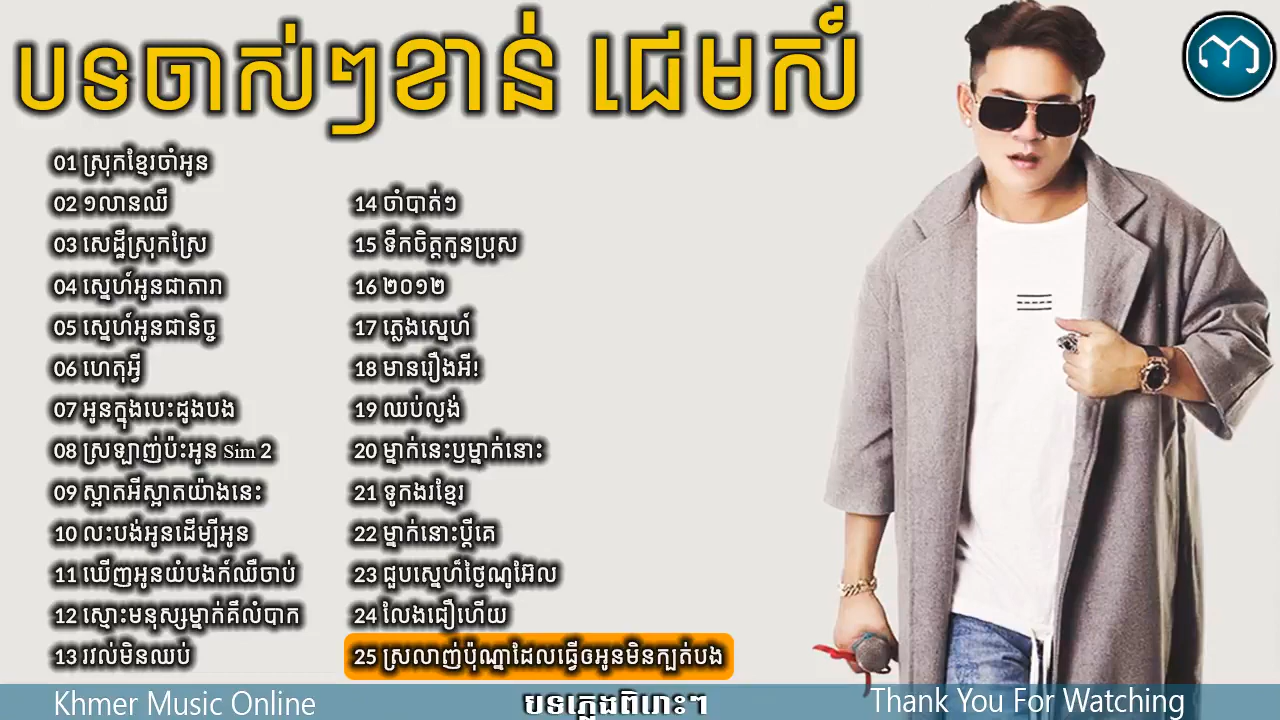 បទចាស់ៗខាន់ ជេមស៍
01 ស្រុកខ្មែរចាំអូន
02 ១លានឈឺ
03 សេដ្ឋីស្រុកស្រែ
04 ស្នេហ៍អូនជាតារា
05 ស្នេហ៍អូនជានិច្ច
06 ហេតុអ្វី
07 អូនក្នុងបេះដូងបង
08 ស្រឡាញ់ប៉ះអូន Sim 2
09 ស្អាតអីស្អាតយ៉ាងនេះ
10 លះបង់អូនដើម្បីអូន
11 ឃើញអូនយំបងក៍ឈឺចាប់
12 ស្មោះមនុស្សម្នាក់គឺលំបាក
13 រវល់មិនឈប់
14 ចាំបាត់ៗ
15 ទឹកចិត្តកូនប្រុស
16 ២០១២
17 ភ្លេងស្នេហ៍
18 មានរឿងអី!
19 ឈប់ល្ងង់
20 ម្នាក់នេះឫម្នាក់នោះ
21 ទូកងរខ្មែរ
22 ម្នាក់នោះប្ដីគេ
23 ជួបស្នេហ៍ថ្ងៃណូអ៊ែល
24 លែងជឿហើយ
25 ស្រលាញ់ប៉ុណ្ណាដែលធ្វើឲអូនមិនក្បត់បង
Khmer Music Online
បទភ្លេងពិរោះៗ
Thank You For Watching